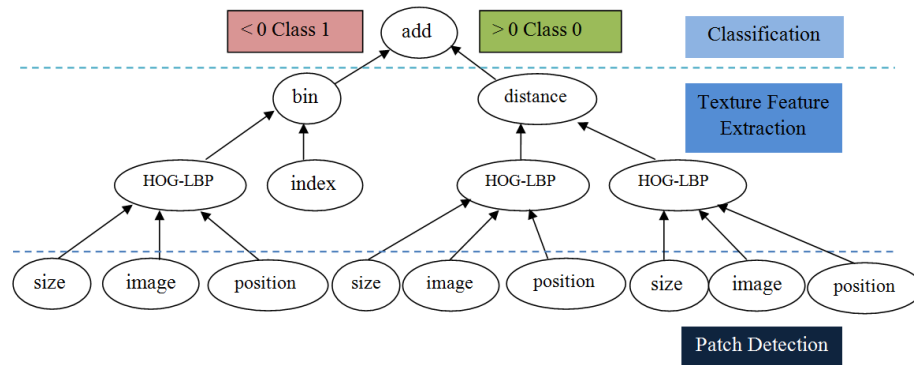 < 0 Class 1
add
> 0 Class 0
Classification
bin
distance
Texture Feature
Extraction
HOG-LBP
index
HOG-LBP
HOG-LBP
size
image
position
size
image
position
size
image
position
Patch Detection